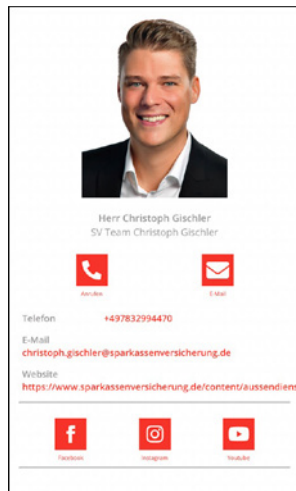 Herr Christoph Gischler
SV Team Christoph Gischler
Anrufen E-Mail
Telefon +497832994470
E-Mail
christoph.gischler@sparkassenversicherung.de
Website
https://www.sparkassenversicherung.de/content/aussendiens
Facebook Instagram Youtube